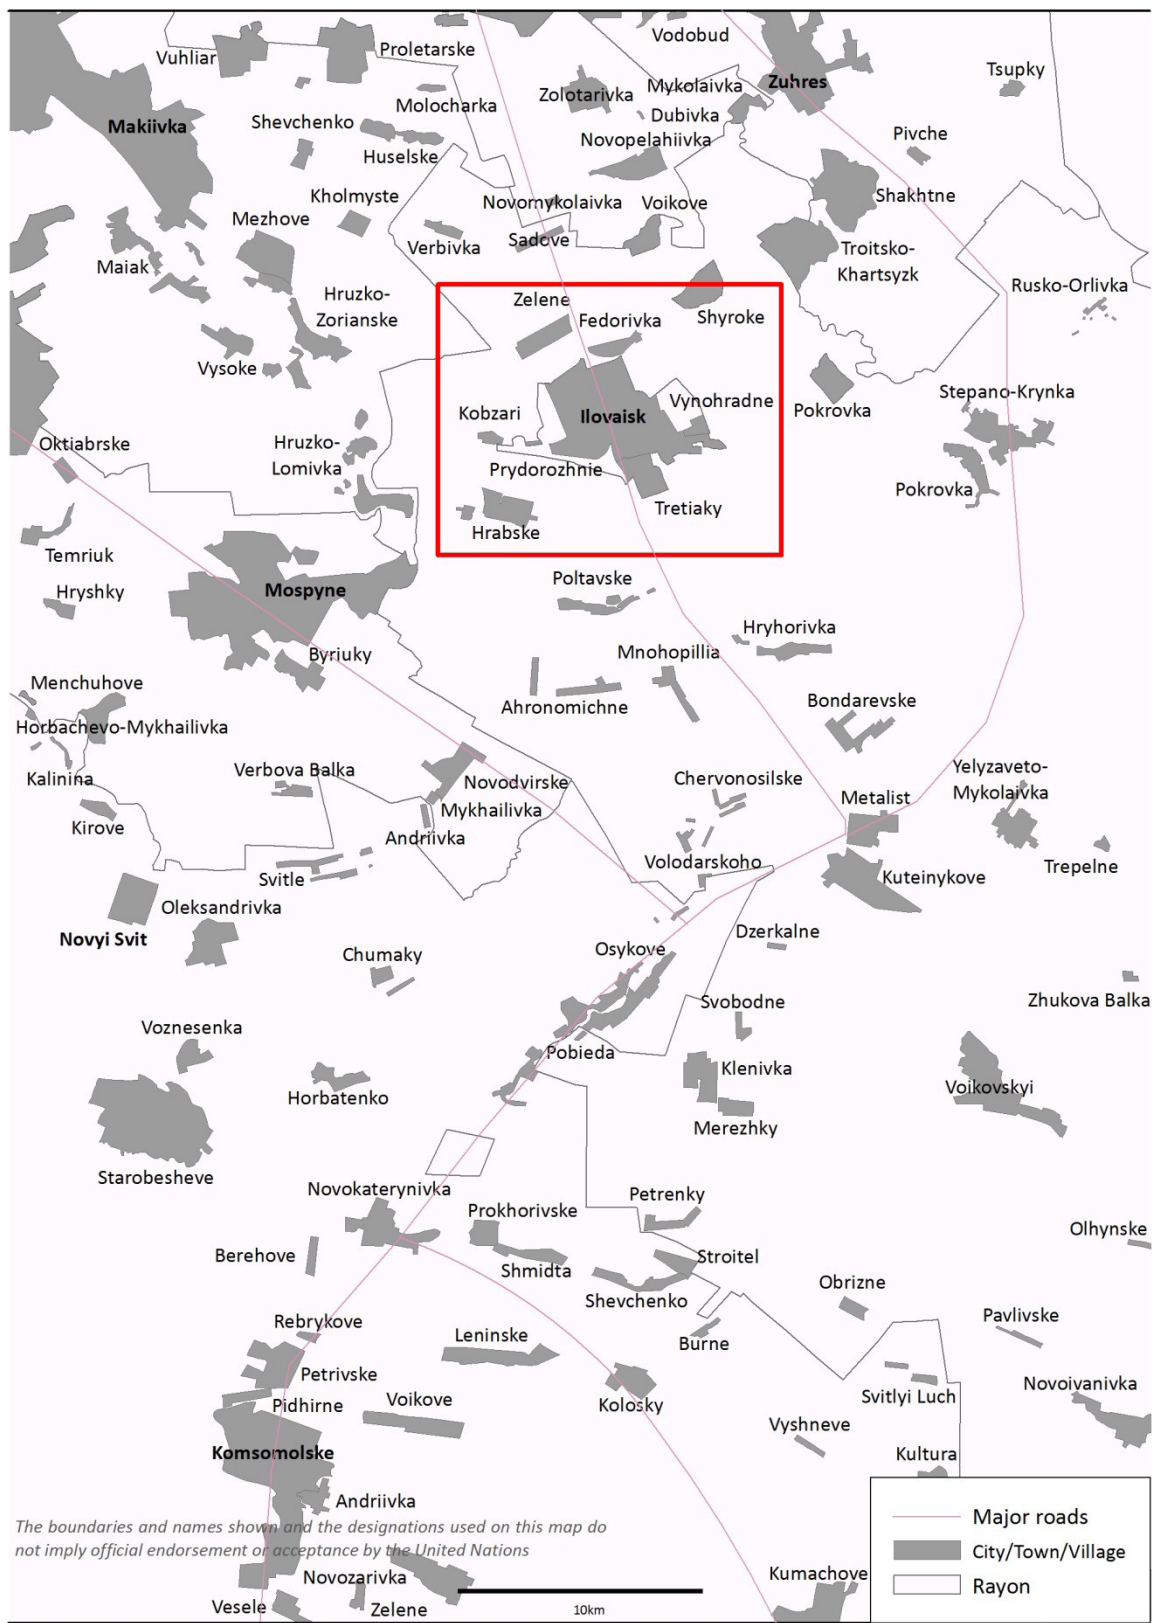 Vodobud
Vuhliar
Proletarske
Zuhres
Tsupky
Molocharka
Zolotarivka
Mykolaivka
Dubivka
Makiivka
Shevchenko
Huselske
Novopelahiivka
Pivche
Kholmyste
Novomykolaivka
Voikove
Shakhtne
Mezhove
Verbivka
Sadove
Troitsko-
Khartsyzk
Maiak
Hruzko-
Zorianske
Zelene
Fedorivka
Shyroke
Rusko-Orlivka
Vysoke
Kobzari
Ilovaisk
Vynohradne
Pokrovka
Stepano-Krynka
Oktiabrske
Hruzko-
Lomivka
Prydorozhnie
Tretiaky
Pokrovka
Hrabske
Temriuk
Hryshky
Mospyne
Poltavske
Hryhorivka
Byriuky
Mnohopillia
Menchuhove
Ahronomichne
Bondarevske
Horbachevo-Mykhailivka
Kalinina
Verbova Balka
Novodvirske
Chervonosilske
Yelyzaveto-
Mykolaivka
Kirove
Mykhailivka
Metalist
Andriivka
Svitle
Volodarskoho
Kuteinykove
Trepelne
Oleksandrivka
Novyi Svit
Chumaky
Osykove
Dzerkalne
Svobodne
Zhukova Balka
Voznesenka
Pobieda
Klenivka
Horbatenko
Merezhky
Voikovskyi
Starobesheve
Novokaterynivka
Prokhorivske
Petrenky
Olhynske
Berehove
Shmidta
Stroitel
Shevchenko
Obrizne
Rebrykove
Leninske
Burne
Pavlivske
Petrivske
Pidhirne
Voikove
Kolosky
Svitlyi Luch
Novoivanivka
Vyshneve
Komsomolske
Kultura
Andriivka
The boundaries and names shown and the designations used on this map do
not imply official endorsement or acceptance by the United Nations
Major roads
City/Town/Village
Rayon
Novozarivka
Kumachove
Vesele
Zelene
10km